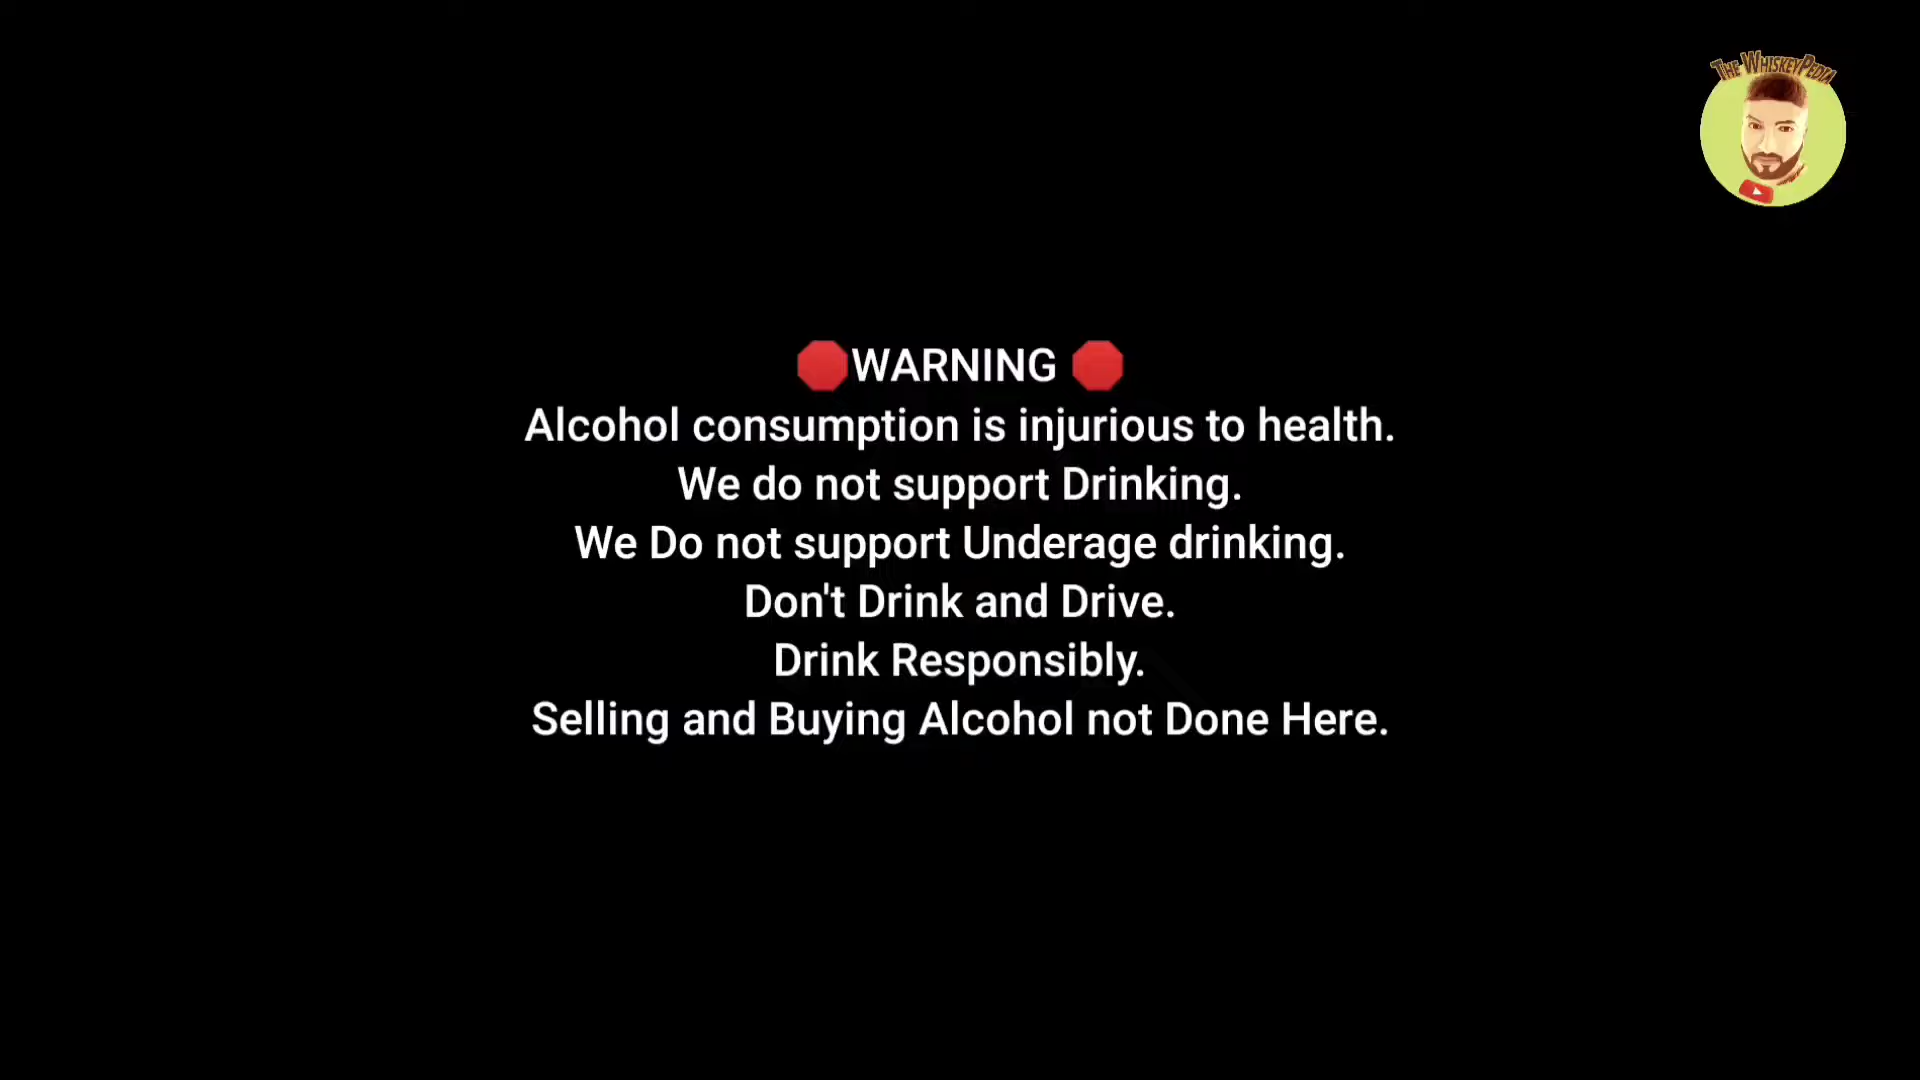 THE WHISKEYPEDIA
🛑WARNING 🛑
Alcohol consumption is injurious to health.
We do not support Drinking.
We Do not support Underage drinking.
Don't Drink and Drive.
Drink Responsibly.
Selling and Buying Alcohol not Done Here.